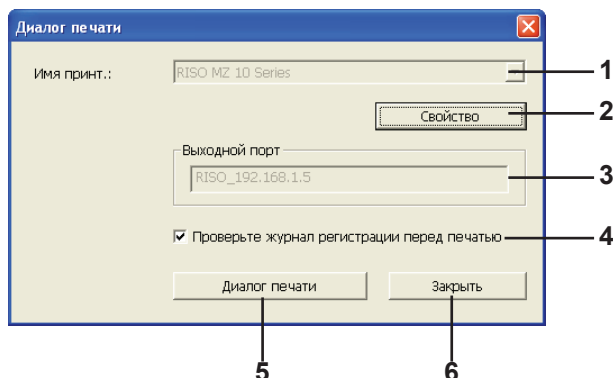 Диалог печати
Имя принт.: RISO MZ 10 Series 1
Свойство 2
Выходной порт
RISO_192.168.1.5 3
Проверьте журнал регистрации перед печатью 4
Диалог печати Закрыть
5 6